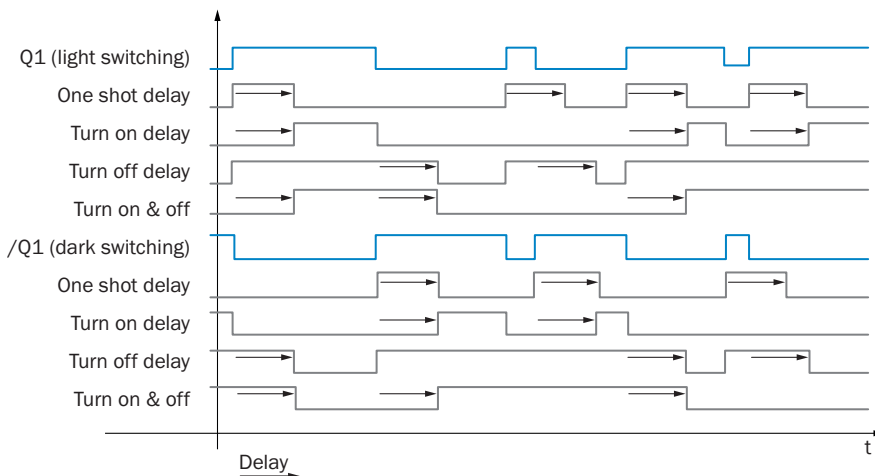 Q1 (light switching)
One shot delay
Turn on delay
Turn off delay
Turn on & off
/Q1 (dark switching)
One shot delay
Turn on delay
Turn off delay
Turn on & off
t
Delay